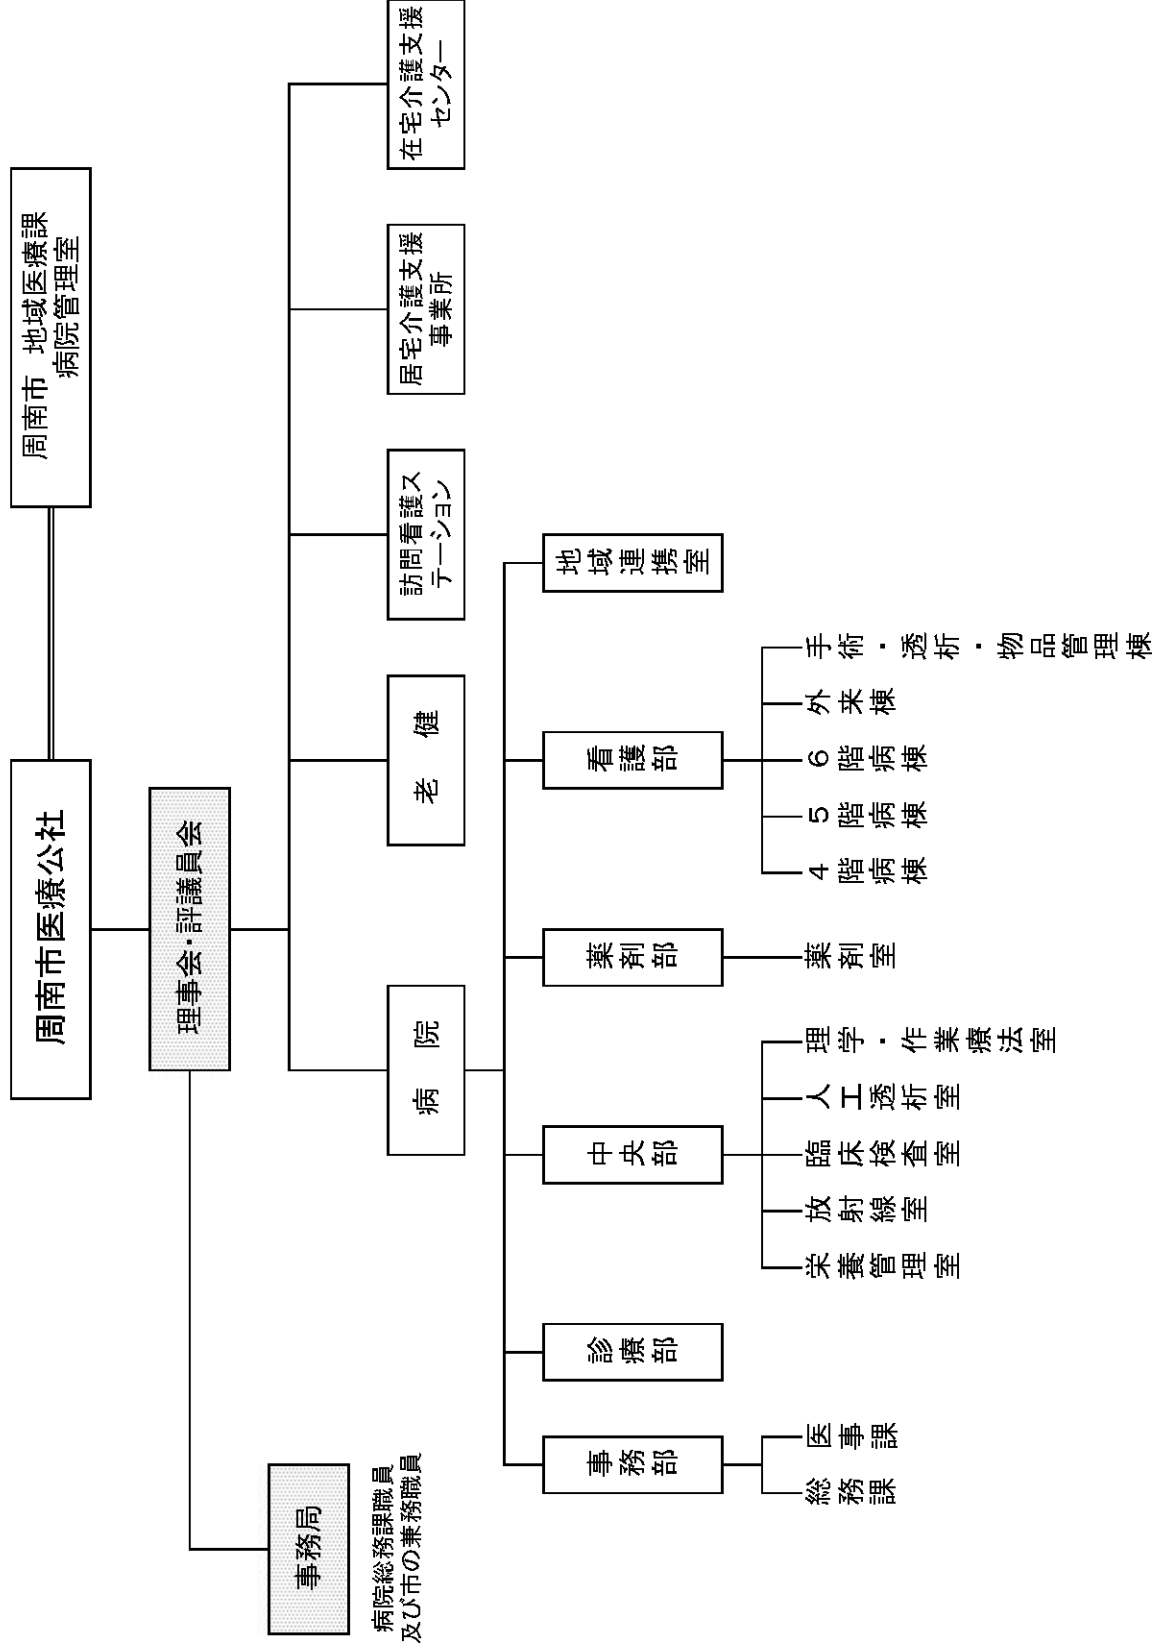 周南市医療公社
周南市 地域医療課
病院管理室
理事会・評議員会
事務局
病院総務課職員
及び市の兼務職員
病 院
老 健
訪問看護ス
テーション
居宅介護支援
事業所
在宅介護支援
センター
事務部
診療部
中央部
薬剤部
看護部
地域連携室
総務課
医事課
栄養管理室
放射線室
臨床検査室
人工透析室
理学・作業療法室
薬剤室
4階病棟
5階病棟
6階病棟
外来棟
手術・透析・物品管理棟